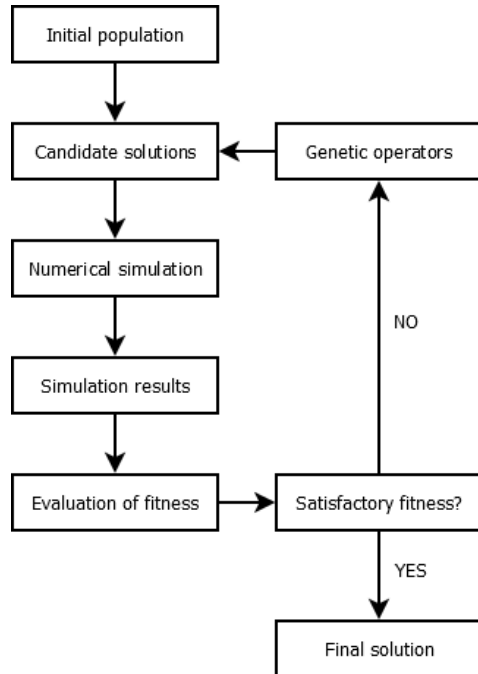 Initial population
Candidate solutions
Genetic operators
Numerical simulation
NO
Simulation results
Evaluation of fitness
Satisfactory fitness?
YES
Final solution